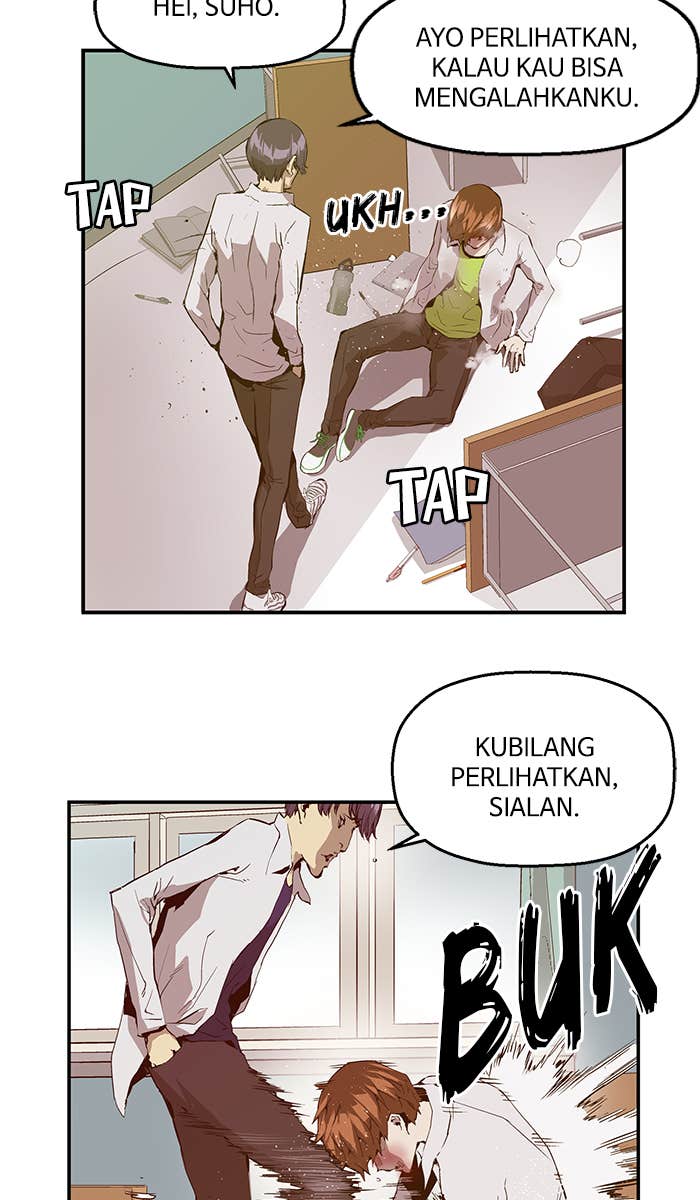 HEI, SUHO.
AYO PERLIHATKAN,
KALAU KAU BISA
MENGALAHKANKU.
TAP
UKH...
TAP
KUBILANG
PERLIHATKAN,
SIALAN.
BUK